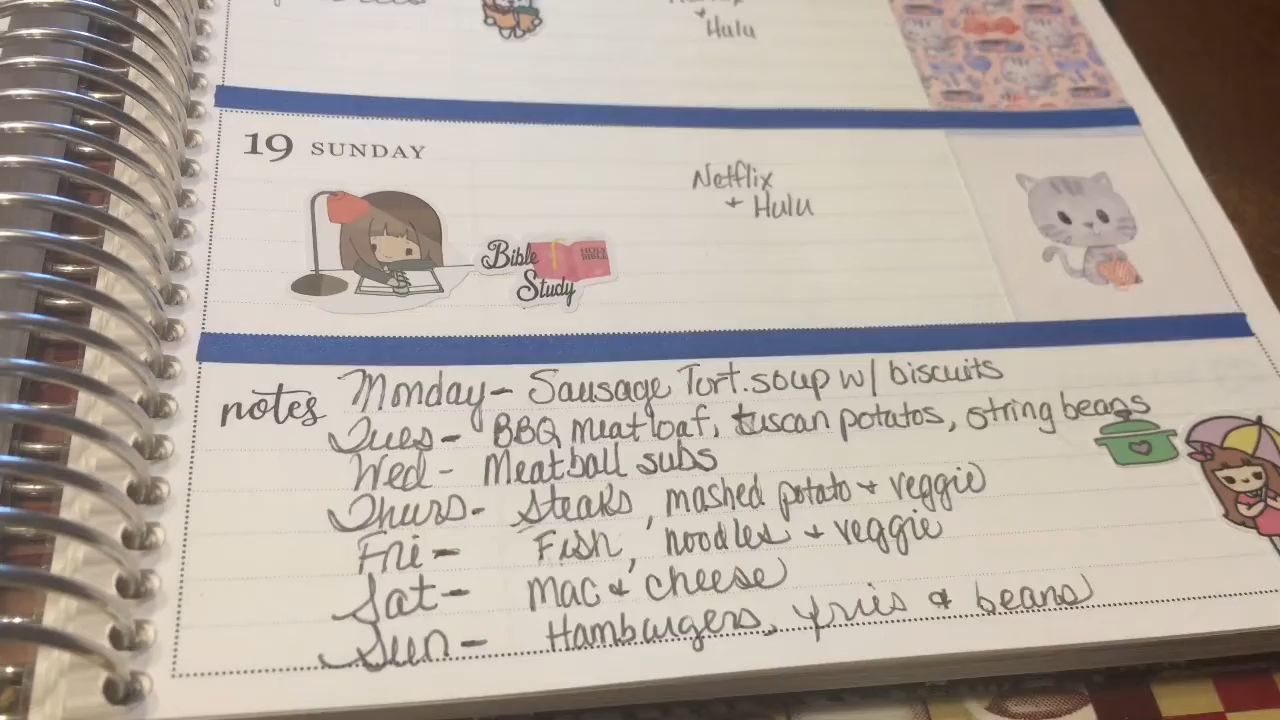 + Hulu
19 SUNDAY
Netflix
+ Hulu
Bible
HOLY BIBLE
Study
notes
Monday- Sausage Tort. soup w/ biscuits
Tues- BBQ meatloaf, tuscan potatos, string beans
Wed- Meatball subs
Thurs- Steaks, mashed potato + veggie
Fri- Fish, noodles + veggie
Sat- Mac & cheese
Sun- Hamburgers, fries & beans